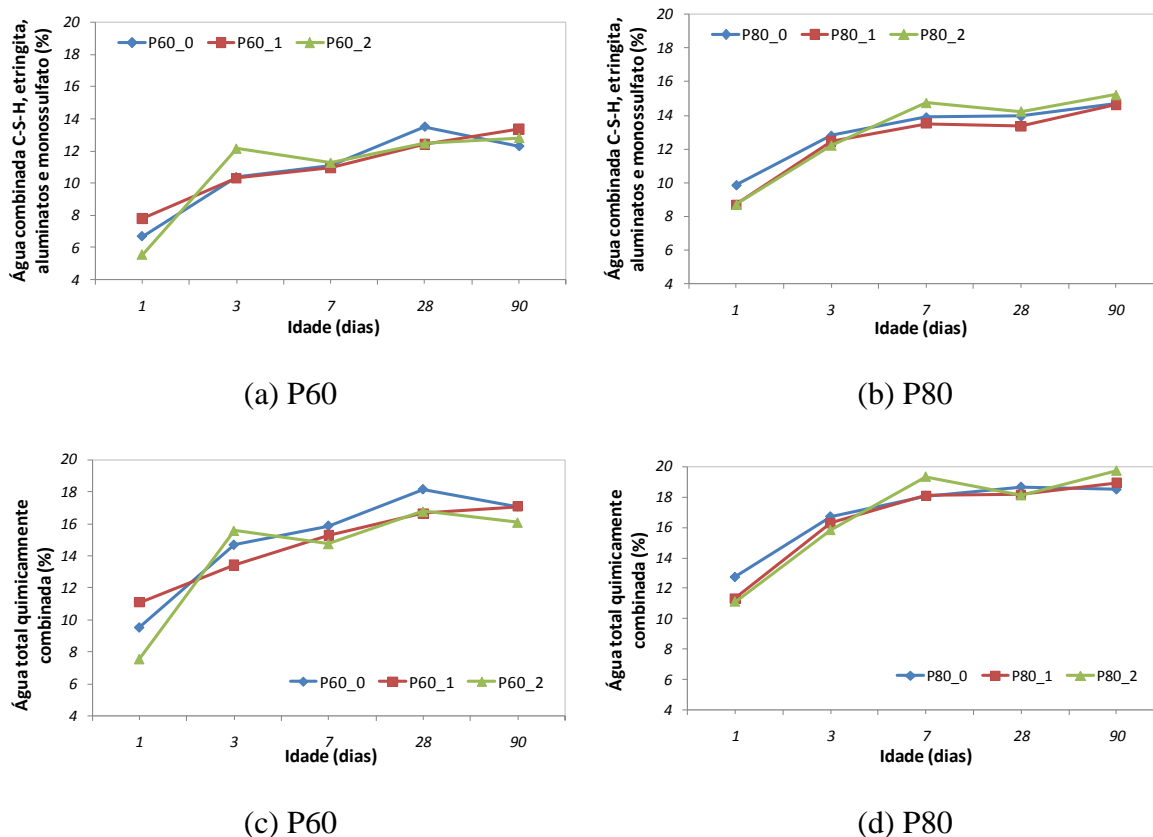 Água combinada C-S-H, etringita,
aluminatos e monossulfato (%)
20
18
16
14
12
10
8
6
4
P60_0 P60_1 P60_2
1 3 7 28 90
Idade (dias)
(a) P60
Água combinada C-S-H, etringita,
aluminatos e monossulfato (%)
20
18
16
14
12
10
8
6
4
P80_0 P80_1 P80_2
1 3 7 28 90
Idade (dias)
(b) P80
Água total quimicamnente
combinada (%)
20
18
16
14
12
10
8
6
4
P60_0 P60_1 P60_2
1 3 7 28 90
Idade (dias)
(c) P60
Água total quimicamente
combinada (%)
20
18
16
14
12
10
8
6
4
P80_0 P80_1 P80_2
1 3 7 28 90
Idade (dias)
(d) P80